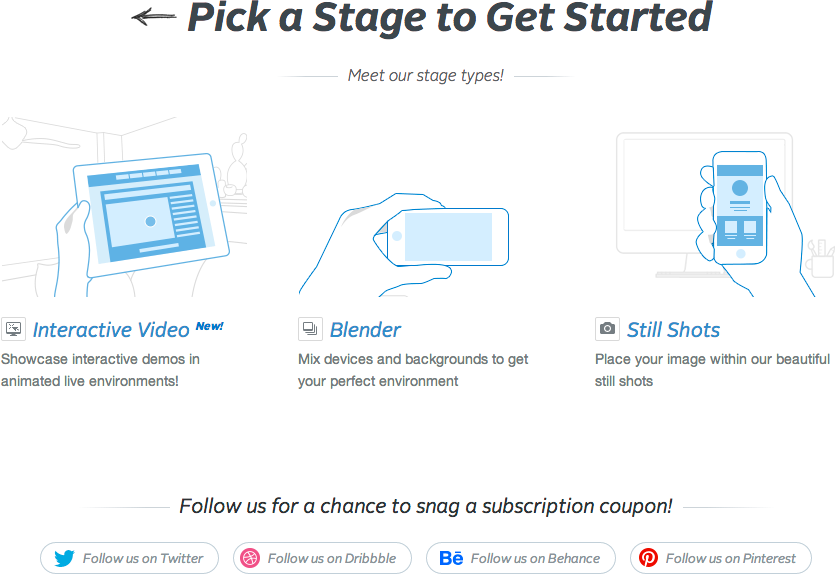 Pick a Stage to Get Started
Meet our stage types!
Interactive Video New!
Showcase interactive demos in
animated live environments!
Blender
Mix devices and backgrounds to get
your perfect environment
Still Shots
Place your image within our beautiful
still shots
Follow us for a chance to snag a subscription coupon!
Follow us on Twitter
Follow us on Dribbble
Bē Follow us on Behance
Follow us on Pinterest